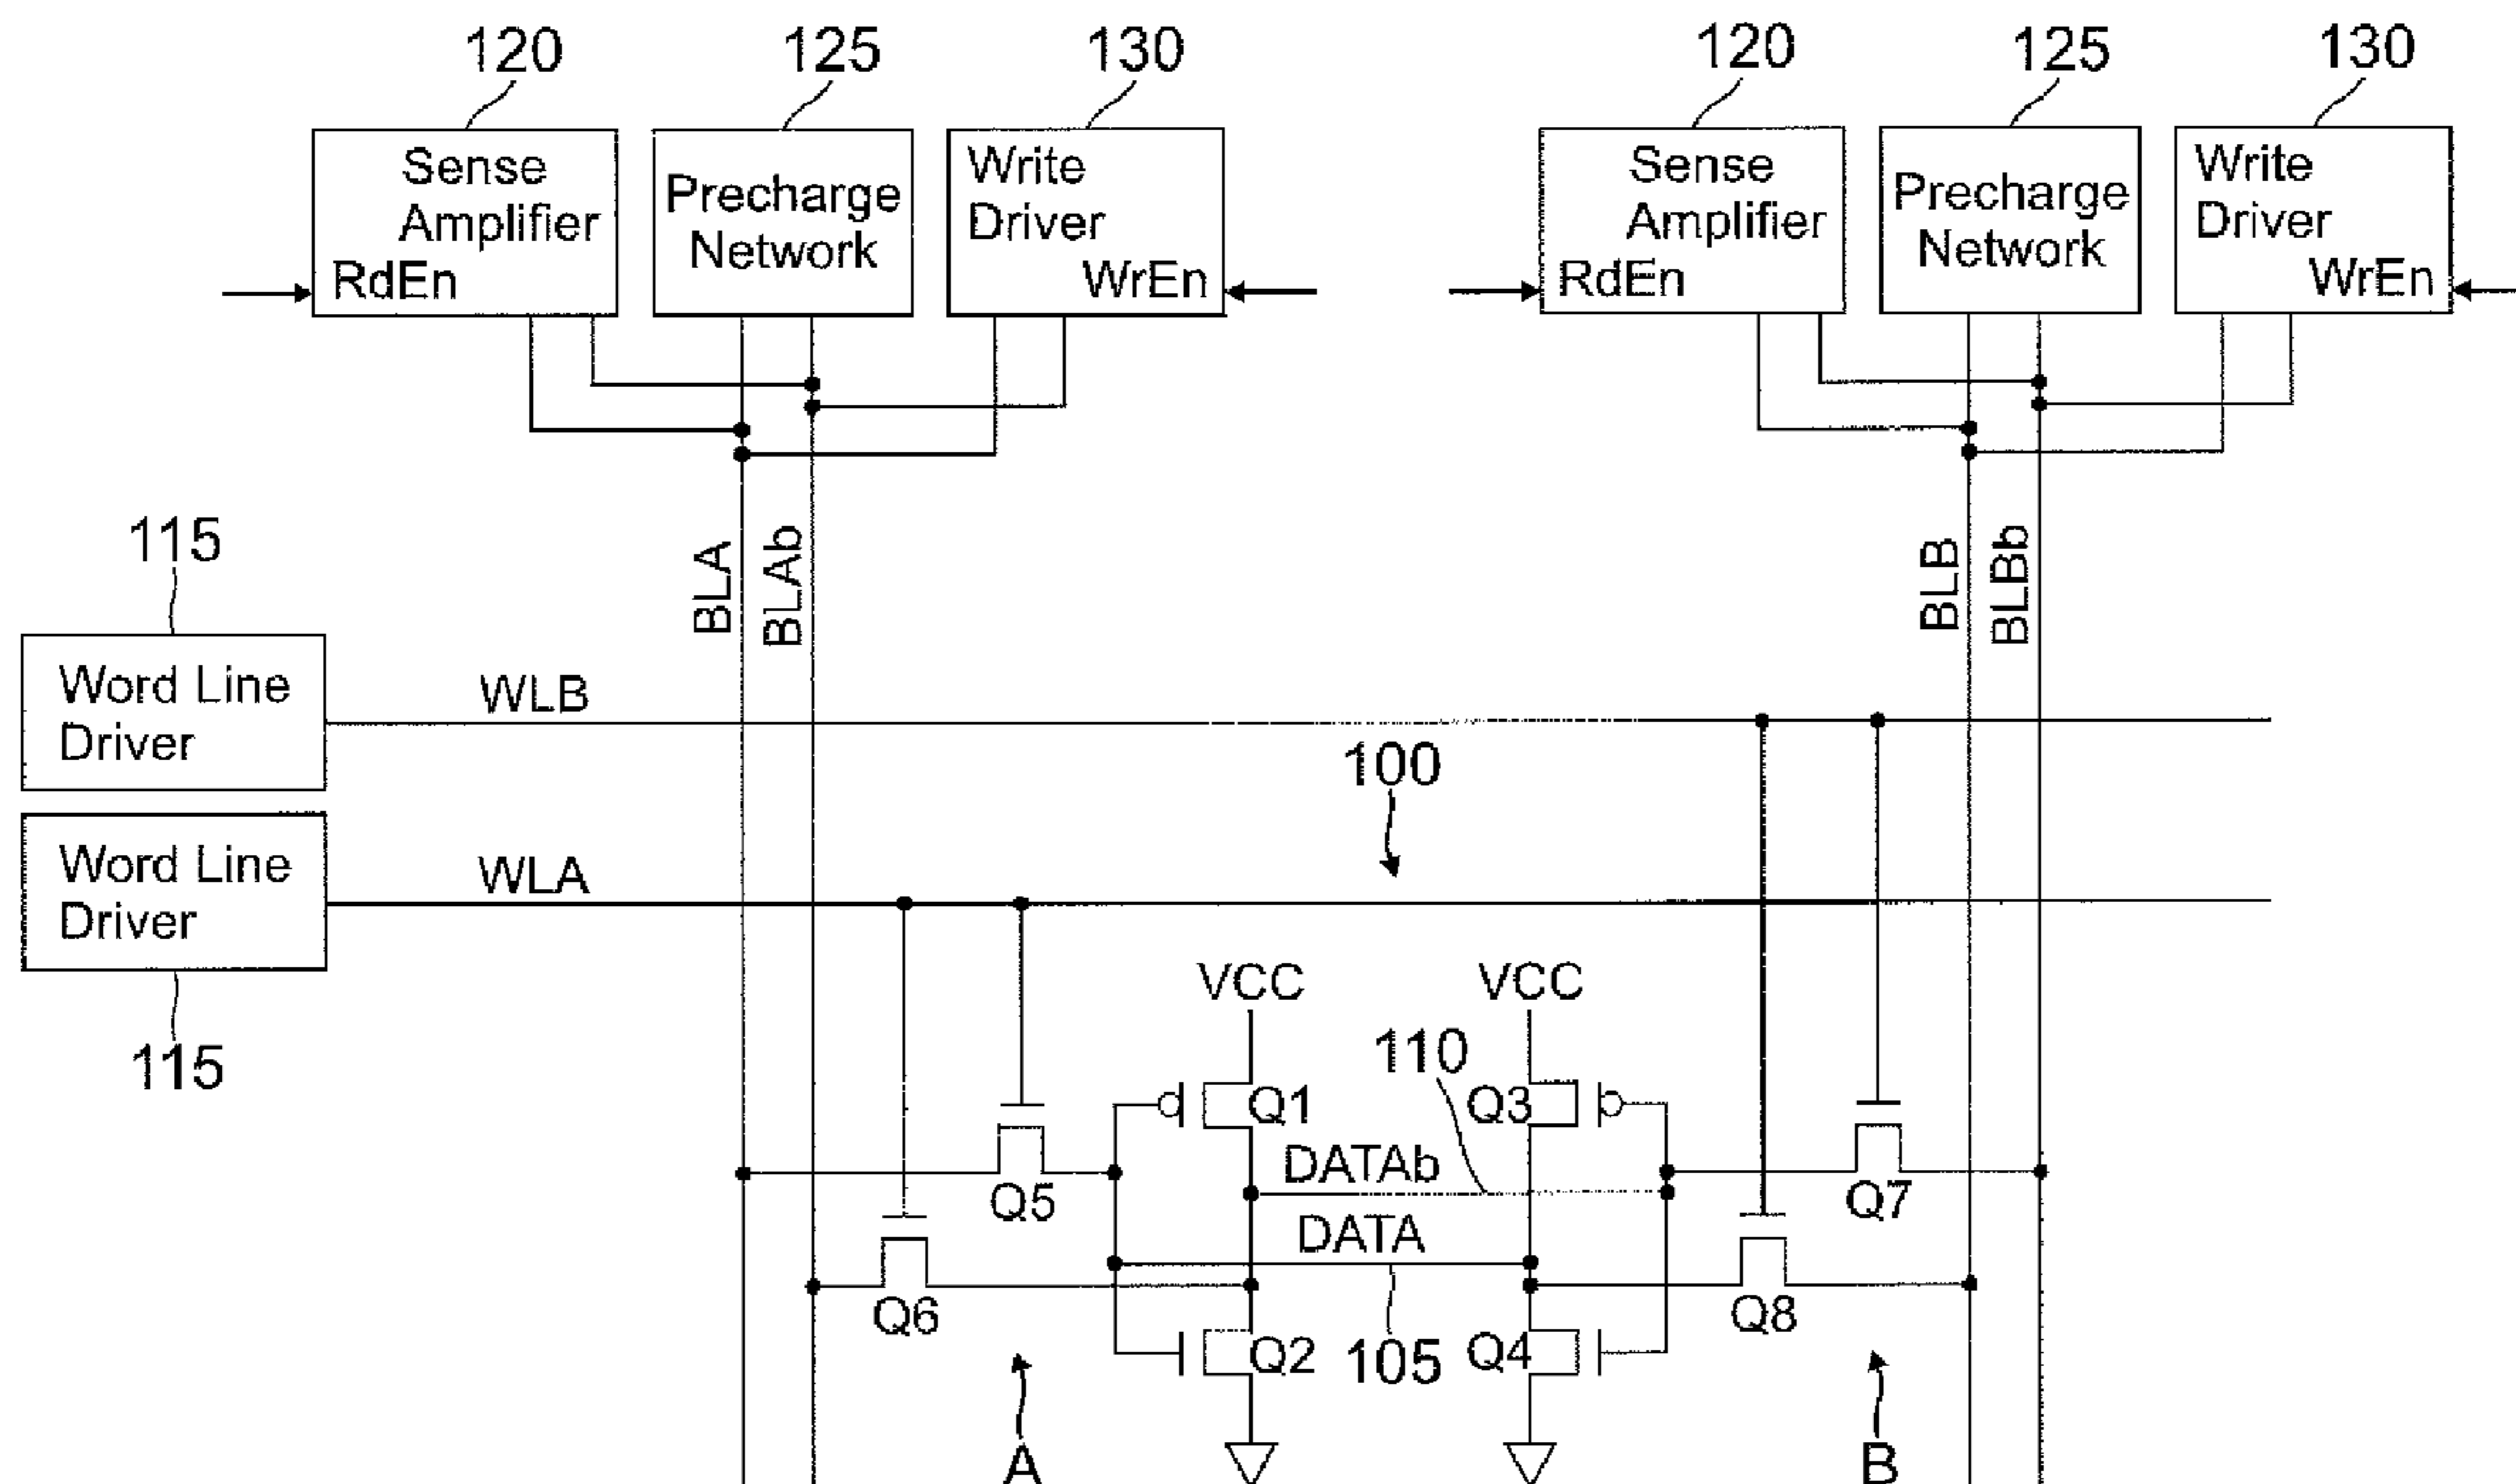 120 125 130 120 125 130
Sense
Amplifier
RdEn
Precharge
Network
Write
Driver
WrEn
Sense
Amplifier
RdEn
Precharge
Network
Write
Driver
WrEn
BLA
BLAb
BLB
BLBb
115
Word Line
Driver
WLB
100
Word Line
Driver
WLA
115
VCC
VCC
110
Q1
Q3
DATAb
Q5
Q7
DATA
Q6
Q8
Q2
105
Q4
A
B